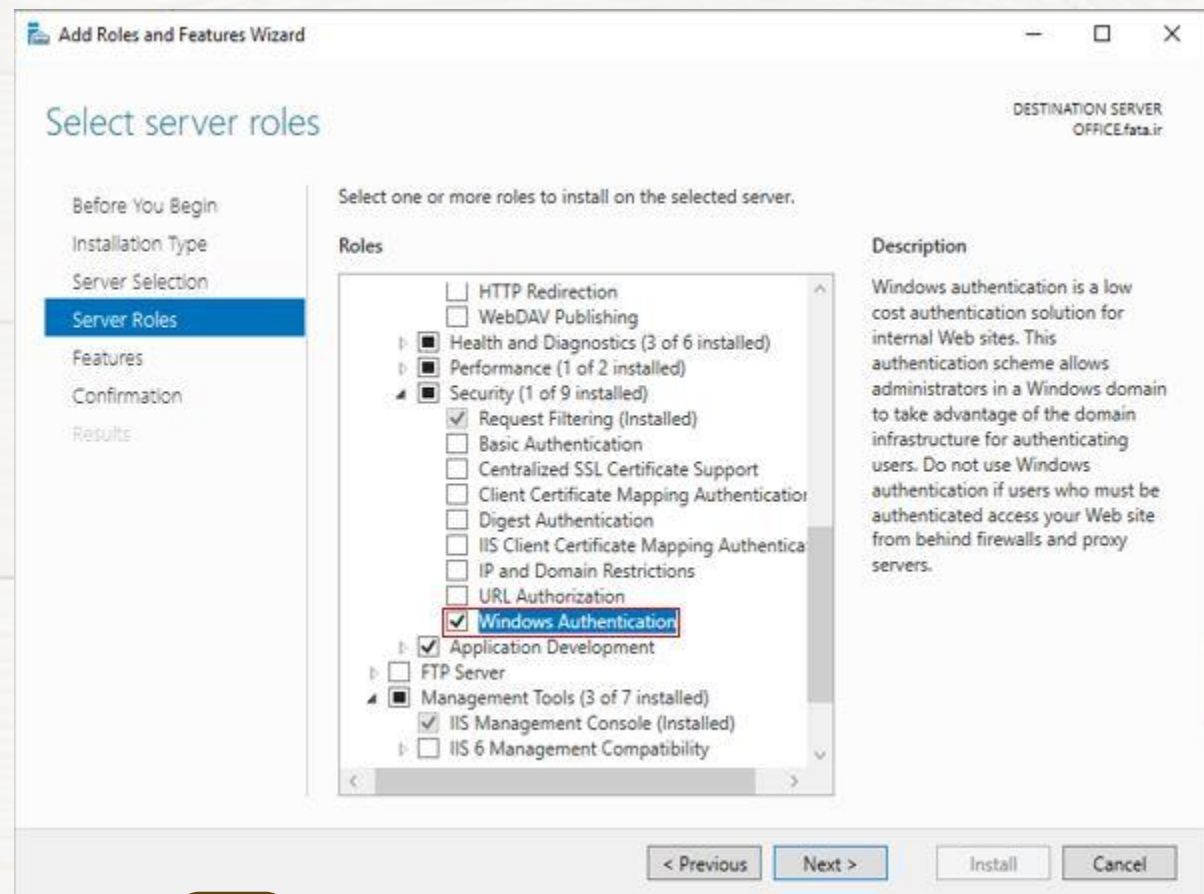 Add Roles and Features Wizard
Select server roles
DESTINATION SERVER
OFFICE.fata.ir
Before You Begin
Installation Type
Server Selection
Server Roles
Features
Confirmation
Results
Select one or more roles to install on the selected server.
Roles
HTTP Redirection
WebDAV Publishing
Health and Diagnostics (3 of 6 installed)
Performance (1 of 2 installed)
Security (1 of 9 installed)
Request Filtering (Installed)
Basic Authentication
Centralized SSL Certificate Support
Client Certificate Mapping Authentication
Digest Authentication
IIS Client Certificate Mapping Authentica
IP and Domain Restrictions
URL Authorization
Windows Authentication
Application Development
FTP Server
Management Tools (3 of 7 installed)
IIS Management Console (Installed)
IIS 6 Management Compatibility
Description
Windows authentication is a low
cost authentication solution for
internal Web sites. This
authentication scheme allows
administrators in a Windows domain
to take advantage of the domain
infrastructure for authenticating
users. Do not use Windows
authentication if users who must be
authenticated access your Web site
from behind firewalls and proxy
servers.
< Previous
Next >
Install
Cancel